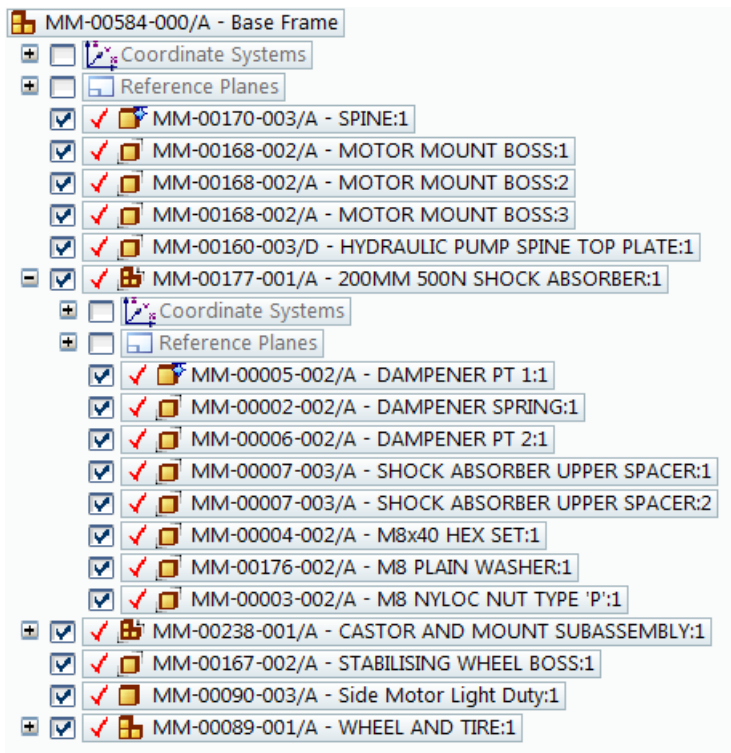 MM-00584-000/A - Base Frame
Coordinate Systems
Reference Planes
MM-00170-003/A - SPINE:1
MM-00168-002/A - MOTOR MOUNT BOSS:1
MM-00168-002/A - MOTOR MOUNT BOSS:2
MM-00168-002/A - MOTOR MOUNT BOSS:3
MM-00160-003/D - HYDRAULIC PUMP SPINE TOP PLATE:1
MM-00177-001/A - 200MM 500N SHOCK ABSORBER:1
Coordinate Systems
Reference Planes
MM-00005-002/A - DAMPENER PT 1:1
MM-00002-002/A - DAMPENER SPRING:1
MM-00006-002/A - DAMPENER PT 2:1
MM-00007-003/A - SHOCK ABSORBER UPPER SPACER:1
MM-00007-003/A - SHOCK ABSORBER UPPER SPACER:2
MM-00004-002/A - M8x40 HEX SET:1
MM-00176-002/A - M8 PLAIN WASHER:1
MM-00003-002/A - M8 NYLOC NUT TYPE 'P':1
MM-00238-001/A - CASTOR AND MOUNT SUBASSEMBLY:1
MM-00167-002/A - STABILISING WHEEL BOSS:1
MM-00090-003/A - Side Motor Light Duty:1
MM-00089-001/A - WHEEL AND TIRE:1